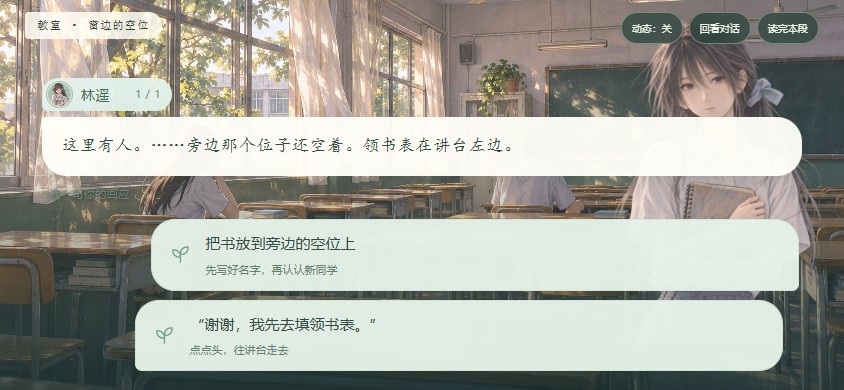 教室 · 窗边的空位
动态：关
回看对话
读完本段
林遥
1 / 1
这里有人。……旁边那个位子还空着。领书表在讲台左边。
你的回应
把书放到旁边的空位上
先写好名字，再认认新同学
“谢谢，我先去填领书表。”
点点头，往讲台走去